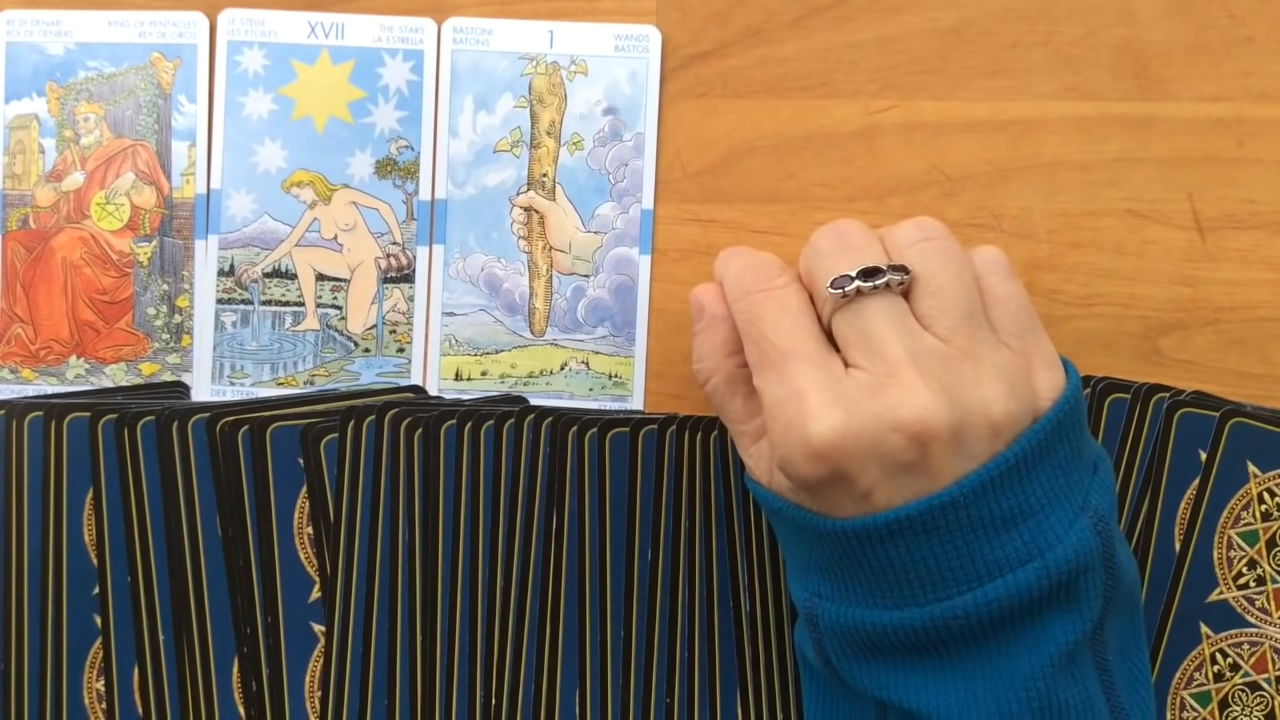 RE DI DENARI KING OF PENTACLES
ROI DE DENIERS REY DE OROS
LE STELLE XVII THE STARS
LES ETOILES LA ESTRELLA
BASTONI 1 WANDS
BATONS BASTOS
DER STERN